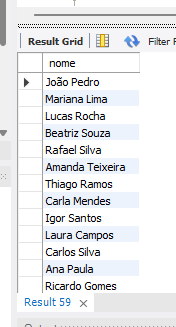 Result Grid Filter
nome
João Pedro
Mariana Lima
Lucas Rocha
Beatriz Souza
Rafael Silva
Amanda Teixeira
Thiago Ramos
Carla Mendes
Igor Santos
Laura Campos
Carlos Silva
Ana Paula
Ricardo Gomes
Result 59 ×